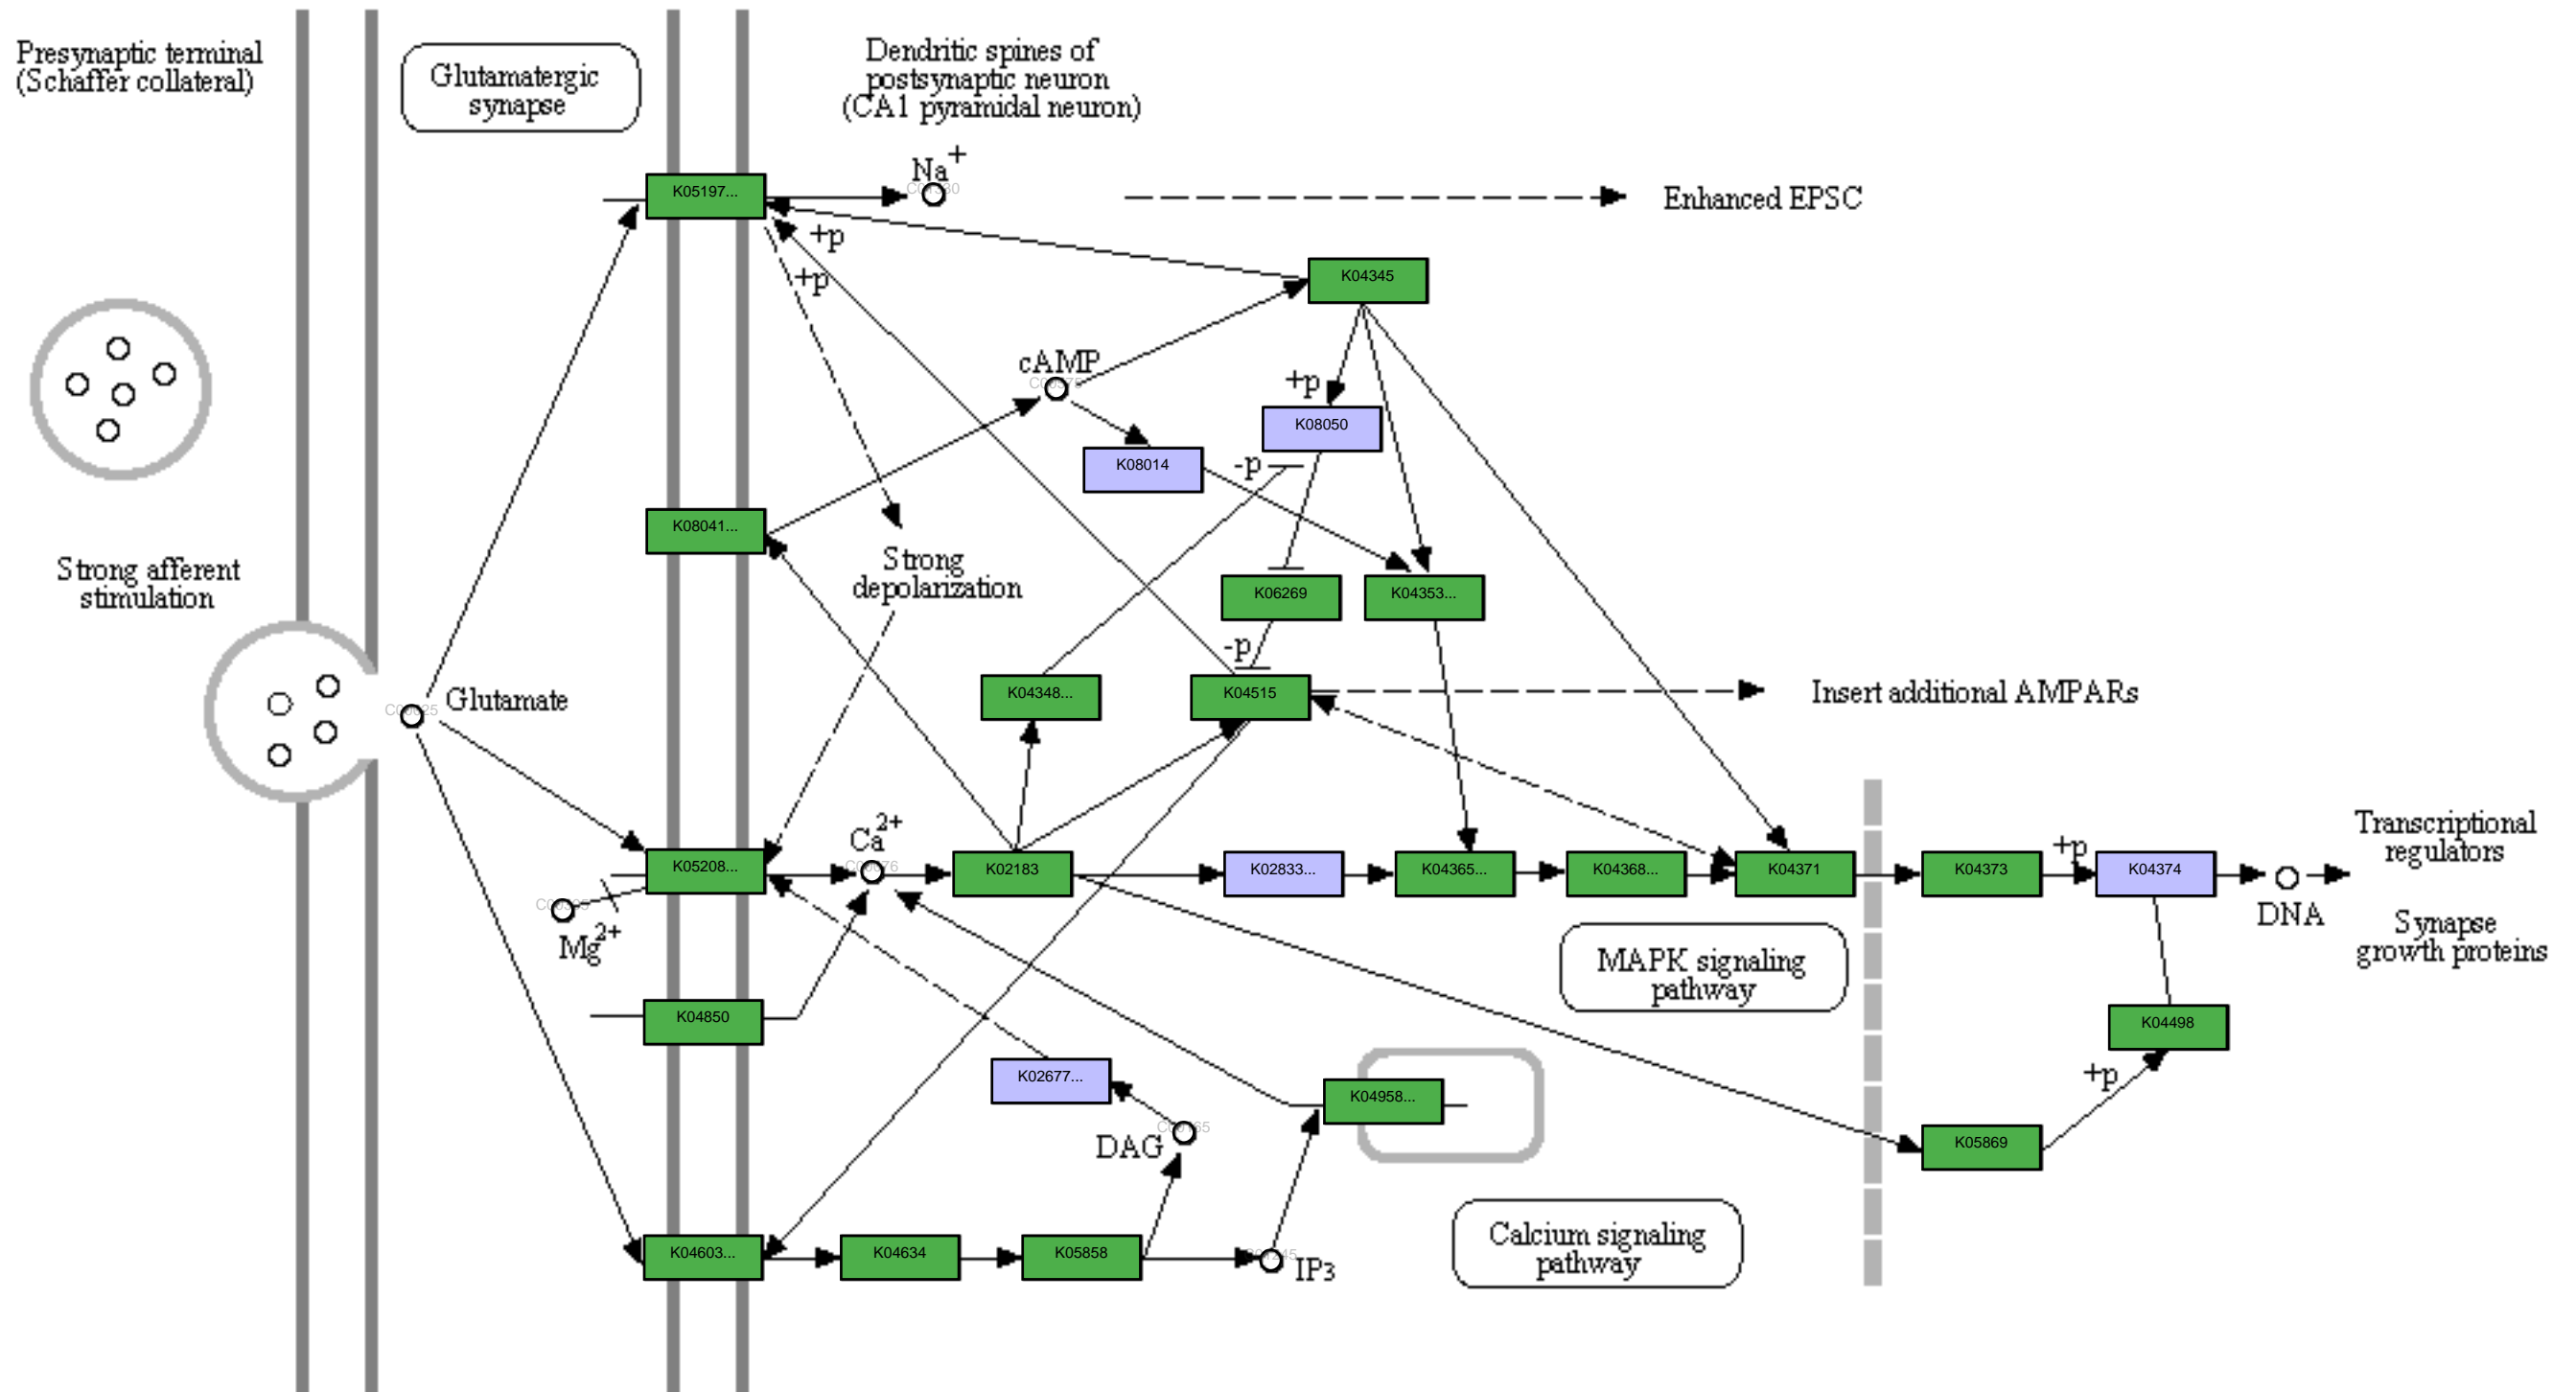 Presynaptic terminal
(Schaffer collateral)
Glutamatergic
synapse
Dendritic spines of
postsynaptic neuron
(CA1 pyramidal neuron)
K05197...
Na+
Enhanced EPSC
+p
+p
K04345
cAMP
+p
K08050
K08014
-p
K08041...
Strong
depolarization
Strong afferent
stimulation
K06269
K04353...
-p
K04348...
K04515
Insert additional AMPARs
Glutamate
C00025
Ca2+
K05208...
K02183
K02833...
K04365...
K04368...
K04371
K04373
+p
K04374
DNA
Transcriptional
regulators
Synapse
growth proteins
Mg2+
MAPK signaling
pathway
K04850
K04498
+p
K02677...
K04958...
DAG
K05869
K04603...
K04634
K05858
IP3
Calcium signaling
pathway